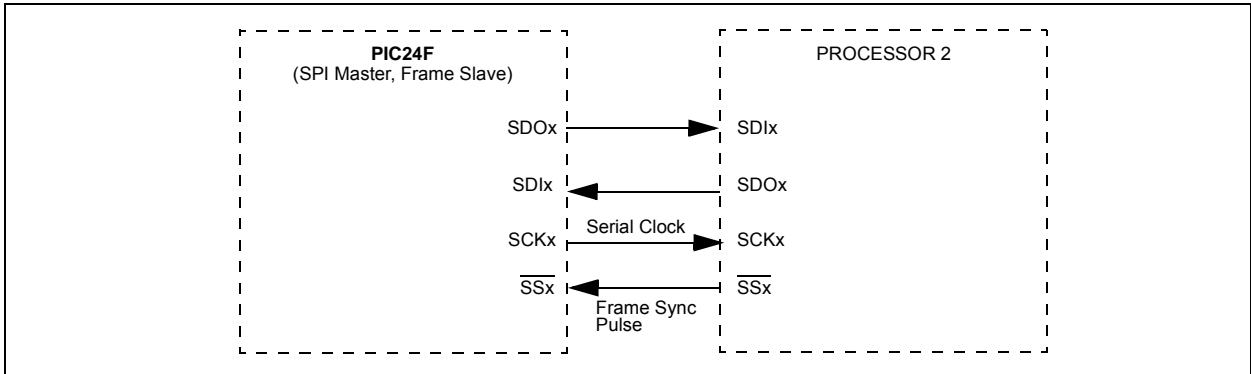 PIC24F
(SPI Master, Frame Slave)
PROCESSOR 2
SDOx
SDIx
SDIx
SDOx
Serial Clock
SCKx
SCKx
SSx
SSx
Frame Sync
Pulse